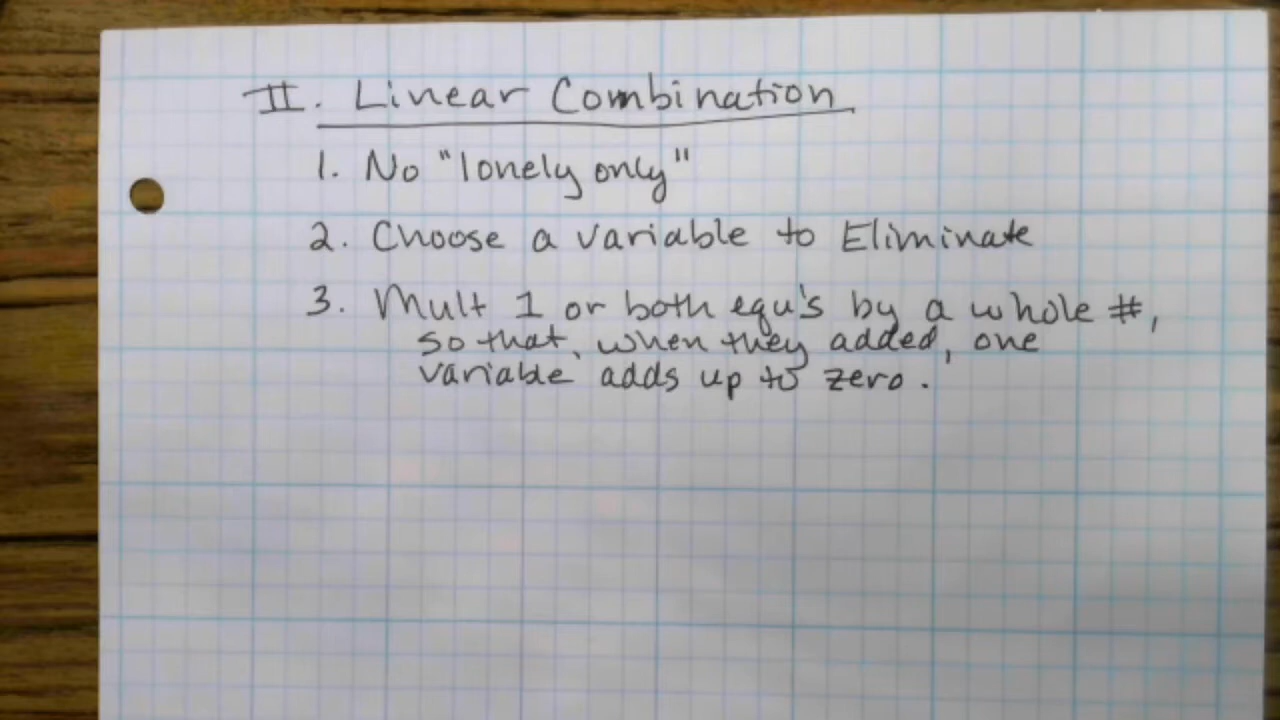 II. Linear Combination
1. No "lonely only"
2. Choose a variable to Eliminate
3. Mult 1 or both equ's by a whole #,
so that, when they added, one
variable adds up to zero.